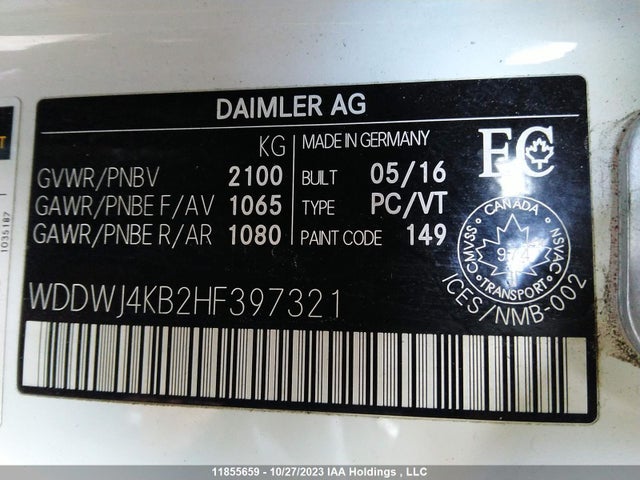 DAIMLER AG
KG
GVWR/PNBV 2100
GAWR/PNBE F/AV 1065
GAWR/PNBE R/AR 1080
MADE IN GERMANY
BUILT 05/16
TYPE PC/VT
PAINT CODE 149
EC
CANADA
CMVSS NSVAC
TRANSPORT
ICES/NMB-002
WDDWJ4KB2HF397321
1035187
11855659 - 10/27/2023 IAA Holdings , LLC